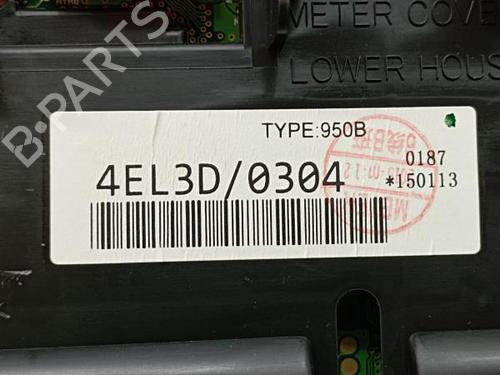 METER COVE
LOWER HOUS
B-PARTS
TYPE:950B
4EL3D/0304
0187
*150113